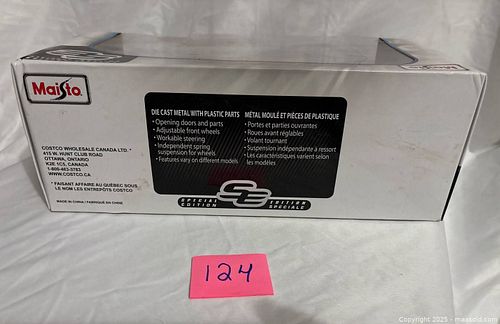 Maisto
DIE CAST METAL WITH PLASTIC PARTS
• Opening doors and parts
• Adjustable front wheels
• Workable steering
• Independent spring
suspension for wheels
• Features vary on different models
MÉTAL MOULÉ ET PIÈCES DE PLASTIQUE
• Portes et parties ouvrantes
• Roues avant réglables
• Volant tournant
• Suspension indépendante à ressort
• Les caractéristiques varient selon
les modèles
COSTCO WHOLESALE CANADA LTD. *
415 W. HUNT CLUB ROAD
OTTAWA, ONTARIO
K2E 1C5, CANADA
1-800-463-3783
WWW.COSTCO.CA
* FAISANT AFFAIRE AU QUÉBEC SOUS
LE NOM LES ENTREPÔTS COSTCO
MADE IN CHINA / FABRIQUÉ EN CHINE
SE
SPECIAL
EDITION
EDITION
SPECIALE
124
Copyright 2025 - maxsold.com